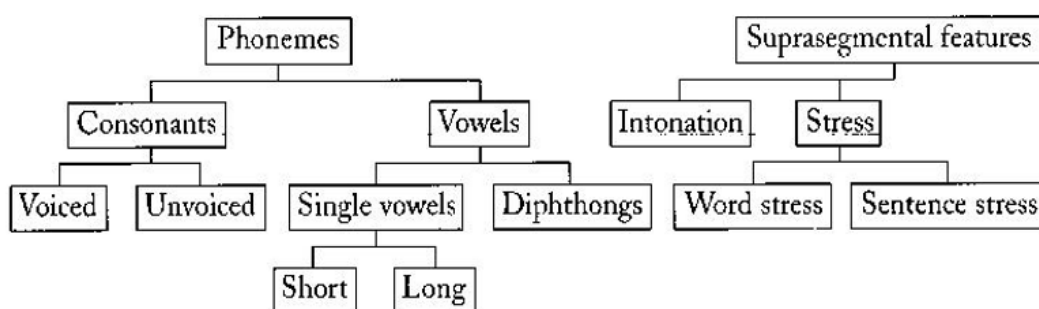 Phonemes Suprasegmental features
Consonants Vowels Intonation Stress
Voiced Unvoiced Single vowels Diphthongs Word stress Sentence stress
Short Long